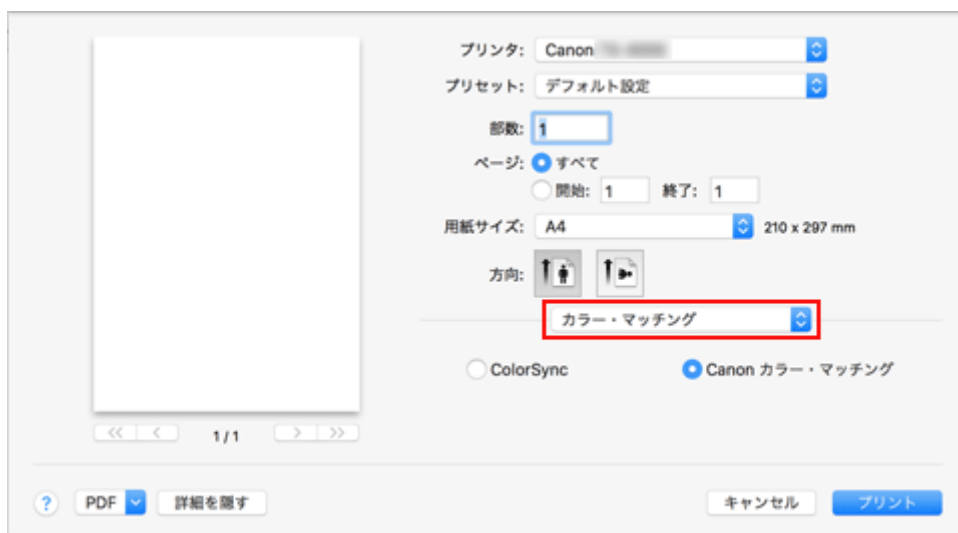 プリンタ: Canon
プリセット: デフォルト設定
部数: 1
ページ: すべて
開始: 1 終了: 1
用紙サイズ: A4 210 x 297 mm
方向:
カラー・マッチング
ColorSync Canon カラー・マッチング
<< < 1 / 1 > >>
? PDF 詳細を隠す キャンセル プリント